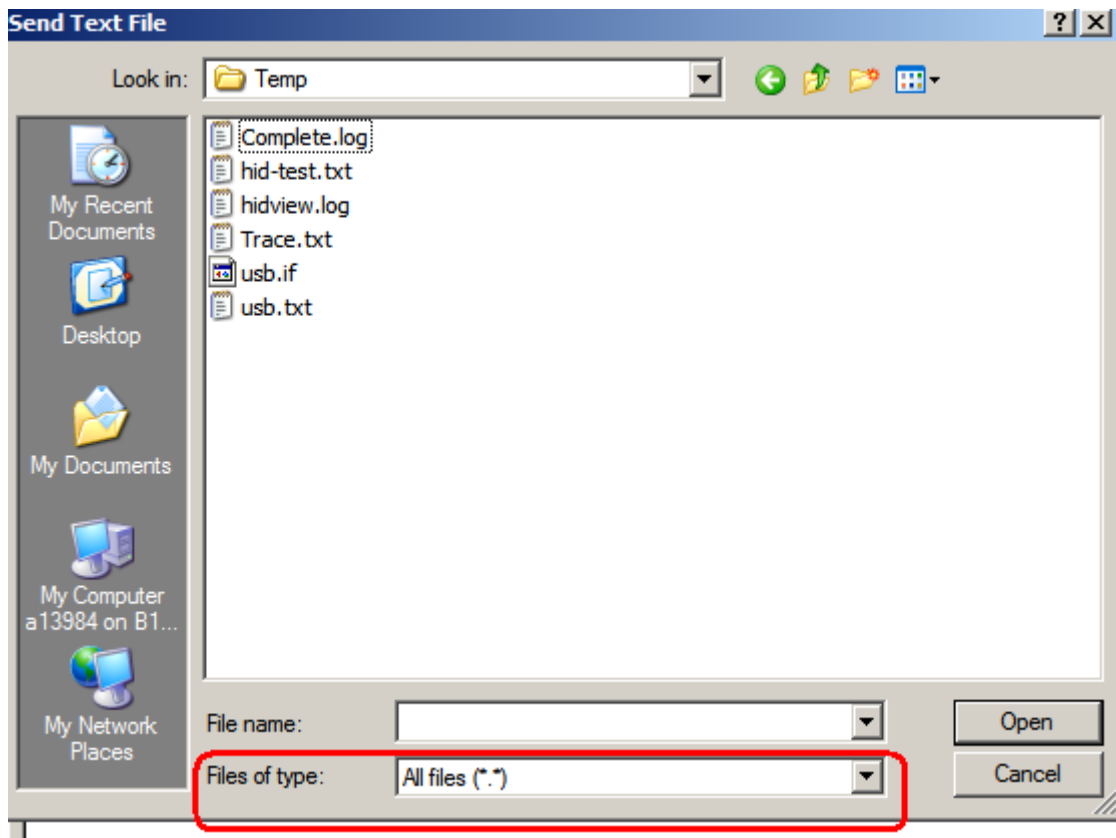 Send Text File
Look in:
Temp
My Recent
Documents
Desktop
My Documents
My Computer
a13984 on B1...
My Network
Places
Complete.log
hid-test.txt
hidview.log
Trace.txt
usb.if
usb.txt
File name:
Open
Files of type:
All files (*.*)
Cancel